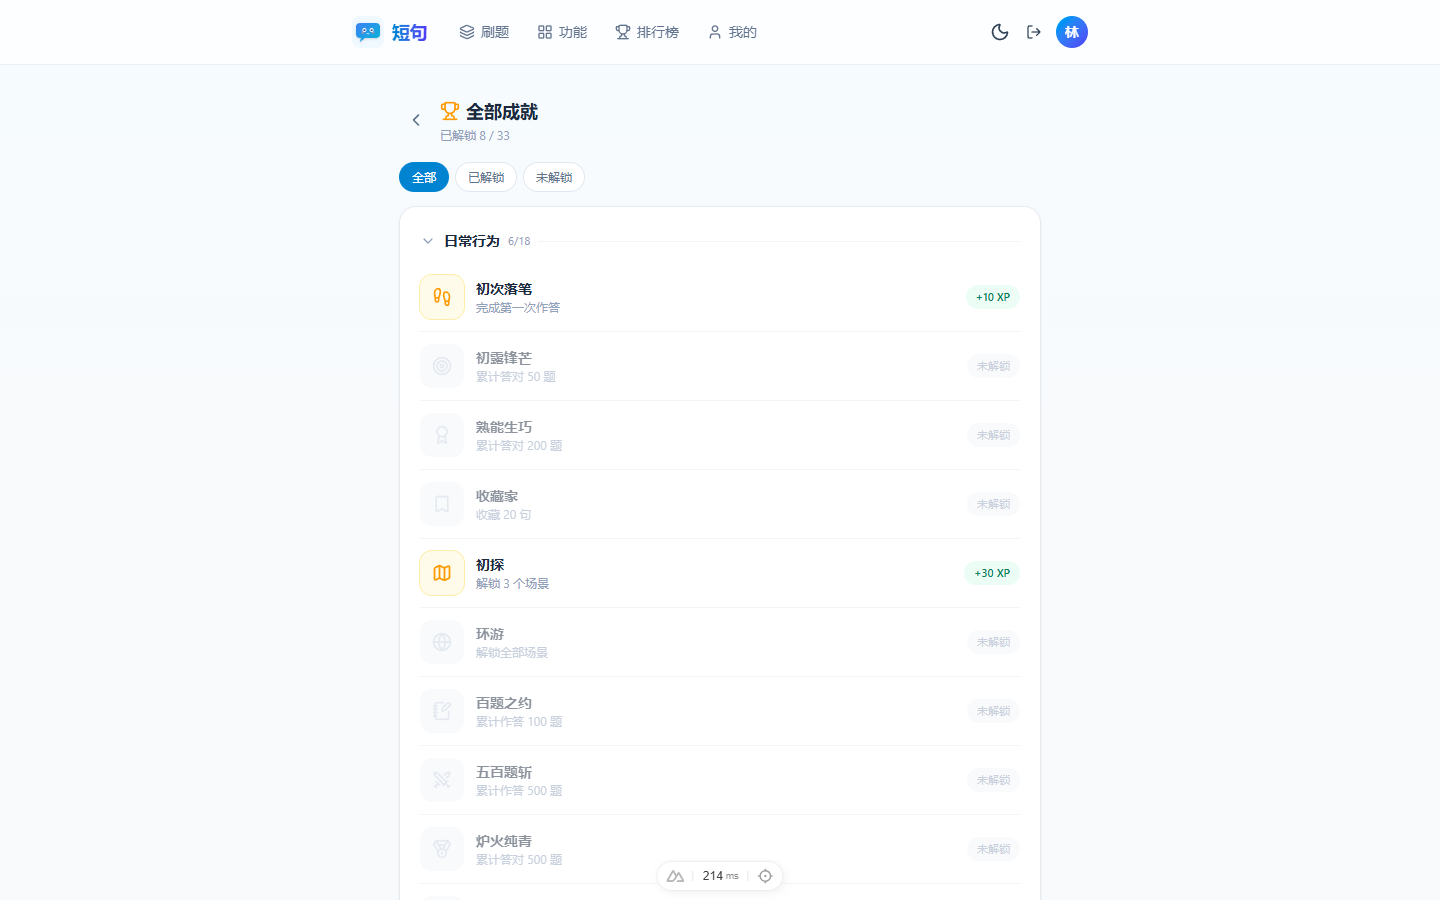 短句
刷题
功能
排行榜
我的
林
全部成就
已解锁 8 / 33
全部
已解锁
未解锁
日常行为 6/18
初次落笔
完成第一次作答
+10 XP
初露锋芒
累计答对 50 题
未解锁
熟能生巧
累计答对 200 题
未解锁
收藏家
收藏 20 句
未解锁
初探
解锁 3 个场景
+30 XP
环游
解锁全部场景
未解锁
百题之约
累计作答 100 题
未解锁
五百题斩
累计作答 500 题
未解锁
炉火纯青
累计答对 500 题
未解锁
214 ms